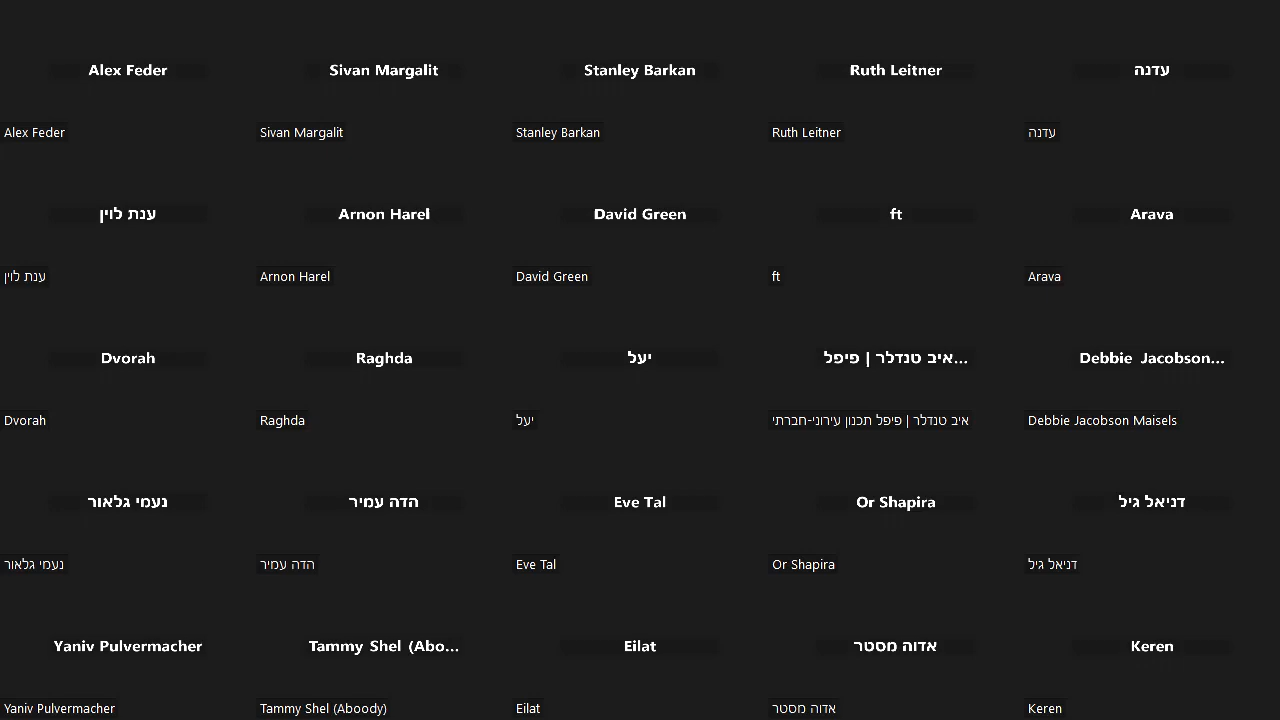 Alex Feder
Sivan Margalit
Stanley Barkan
Ruth Leitner
עדנה
Alex Feder
Sivan Margalit
Stanley Barkan
Ruth Leitner
עדנה
ענת לוין
Arnon Harel
David Green
ft
Arava
ענת לוין
Arnon Harel
David Green
ft
Arava
Dvorah
Raghda
יעל
איב טנדלר | פיפל...
Debbie Jacobson...
Dvorah
Raghda
יעל
איב טנדלר | פיפל תכנון עירוני-חברתי
Debbie Jacobson Maisels
נעמי גלאור
הדה עמיר
Eve Tal
Or Shapira
דניאל גיל
נעמי גלאור
הדה עמיר
Eve Tal
Or Shapira
דניאל גיל
Yaniv Pulvermacher
Tammy Shel (Abo...
Eilat
אדוה מסטר
Keren
Yaniv Pulvermacher
Tammy Shel (Aboody)
Eilat
אדוה מסטר
Keren